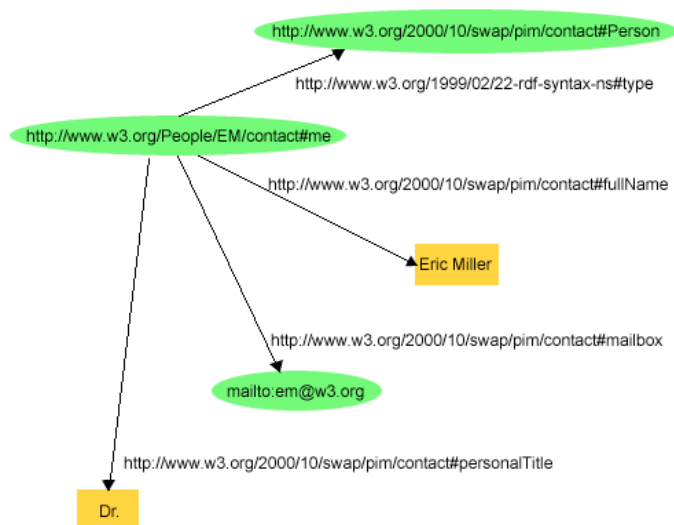 http://www.w3.org/2000/10/swap/pim/contact#Person
http://www.w3.org/1999/02/22-rdf-syntax-ns#type
http://www.w3.org/People/EM/contact#me
http://www.w3.org/2000/10/swap/pim/contact#fullName
Eric Miller
http://www.w3.org/2000/10/swap/pim/contact#mailbox
mailto:em@w3.org
http://www.w3.org/2000/10/swap/pim/contact#personalTitle
Dr.